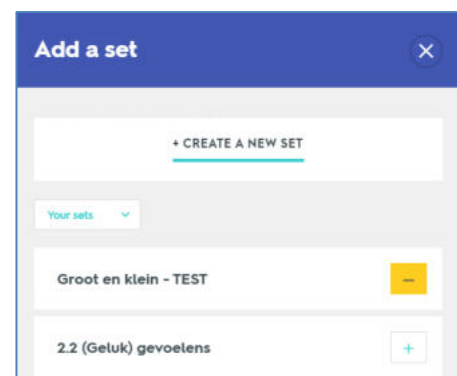 Add a set
+ CREATE A NEW SET
Your sets
Groot en klein - TEST
2.2 (Geluk) gevoelens